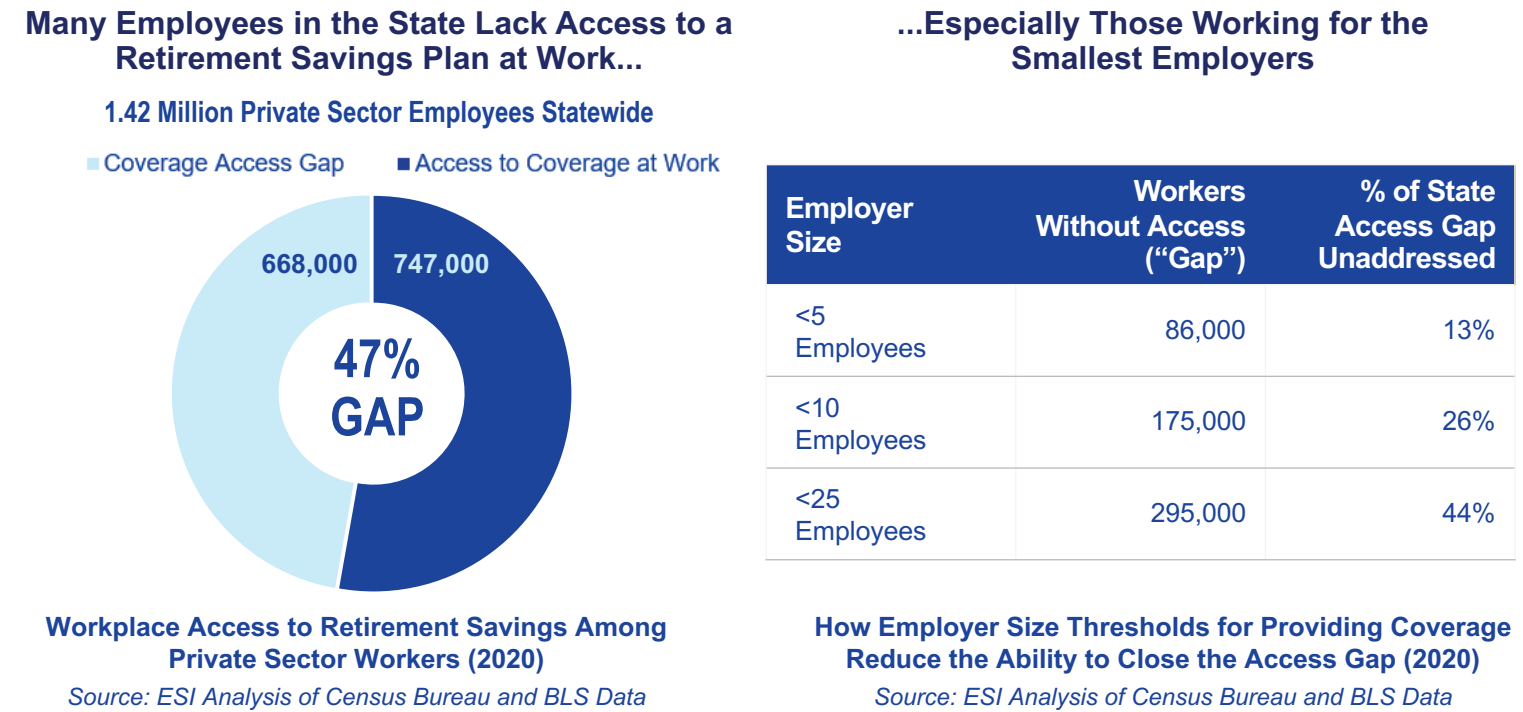 Many Employees in the State Lack Access to a
Retirement Savings Plan at Work...
1.42 Million Private Sector Employees Statewide
Coverage Access Gap
Access to Coverage at Work
668,000
747,000
47%
GAP
Workplace Access to Retirement Savings Among
Private Sector Workers (2020)
Source: ESI Analysis of Census Bureau and BLS Data
...Especially Those Working for the
Smallest Employers
Employer
Size
Workers
Without Access
(“Gap”)
% of State
Access Gap
Unaddressed
<5
Employees
86,000
13%
<10
Employees
175,000
26%
<25
Employees
295,000
44%
How Employer Size Thresholds for Providing Coverage
Reduce the Ability to Close the Access Gap (2020)
Source: ESI Analysis of Census Bureau and BLS Data